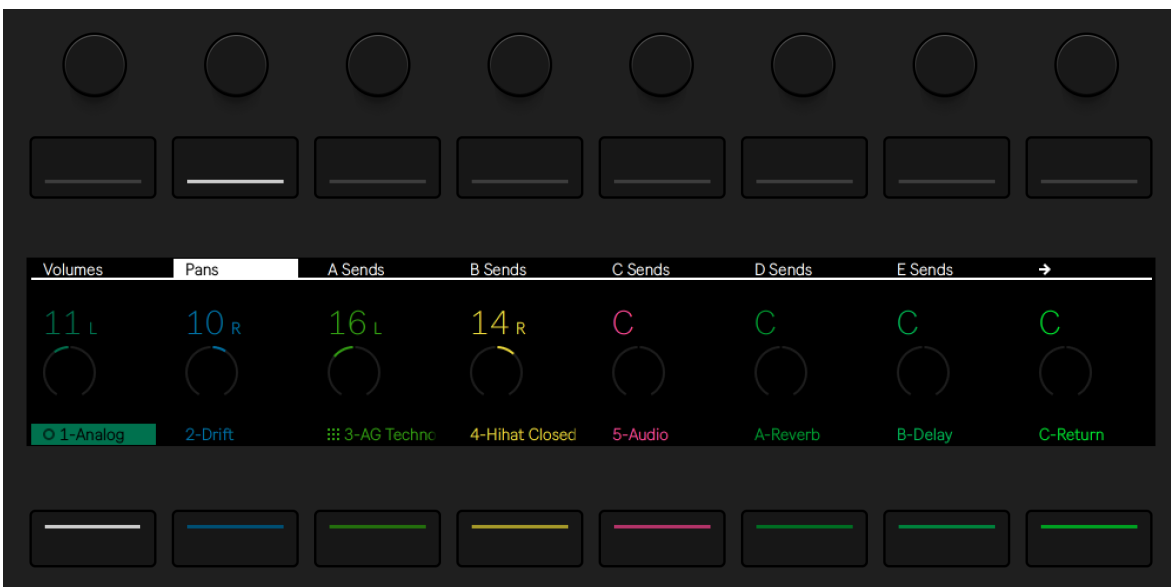 Volumes Pans A Sends B Sends C Sends D Sends E Sends →
11 L 10 R 16 L 14 R C C C C
1-Analog 2-Drift 3-AG Techno 4-Hihat Closed 5-Audio A-Reverb B-Delay C-Return